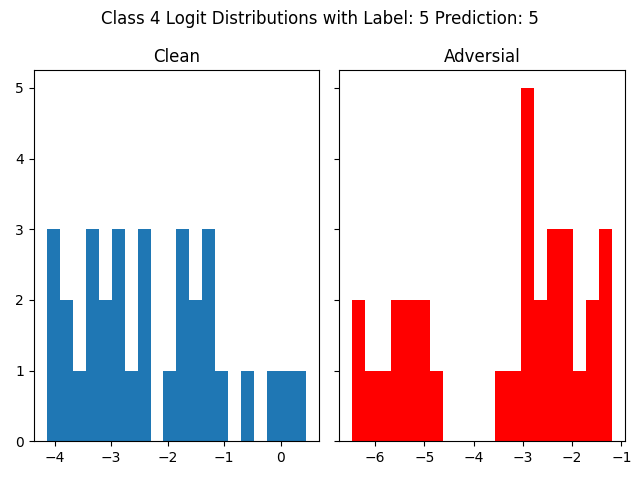 Class 4 Logit Distributions with Label: 5 Prediction: 5
Clean
Adversial
5
4
3
2
1
0
−4 −3 −2 −1 0
−6 −5 −4 −3 −2 −1